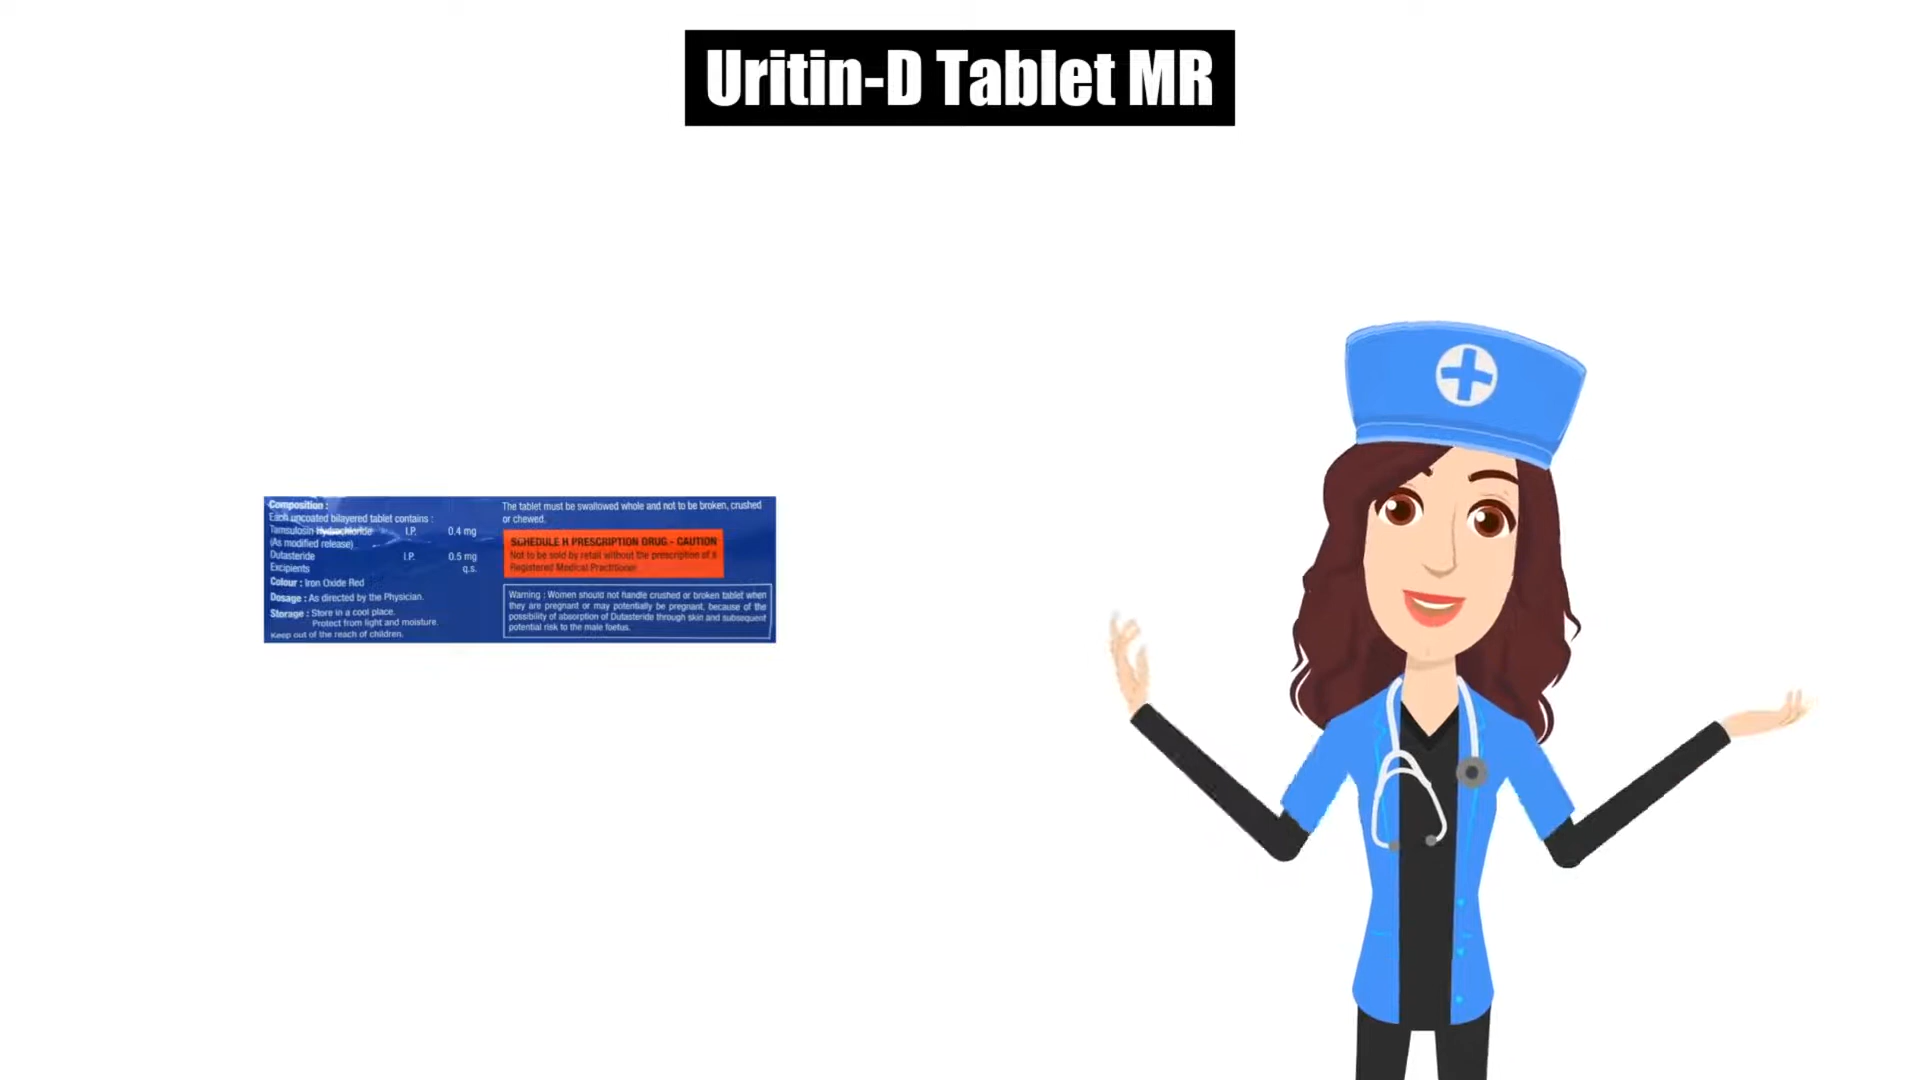 Uritin-D Tablet MR
Composition :
Each uncoated bilayered tablet contains :
Tamsulosin Hydrochloride I.P. 0.4 mg
(As modified release)
Dutasteride I.P. 0.5 mg
Excipients q.s.
Colour : Iron Oxide Red
Dosage : As directed by the Physician.
Storage : Store in a cool place.
Protect from light and moisture.
Keep out of the reach of children.
The tablet must be swallowed whole and not to be broken, crushed
or chewed.
SCHEDULE H PRESCRIPTION DRUG - CAUTION
Not to be sold by retail without the prescription of a
Registered Medical Practitioner
Warning : Women should not handle crushed or broken tablet when
they are pregnant or may potentially be pregnant, because of the
possibility of absorption of Dutasteride through skin and subsequent
potential risk to the male foetus.